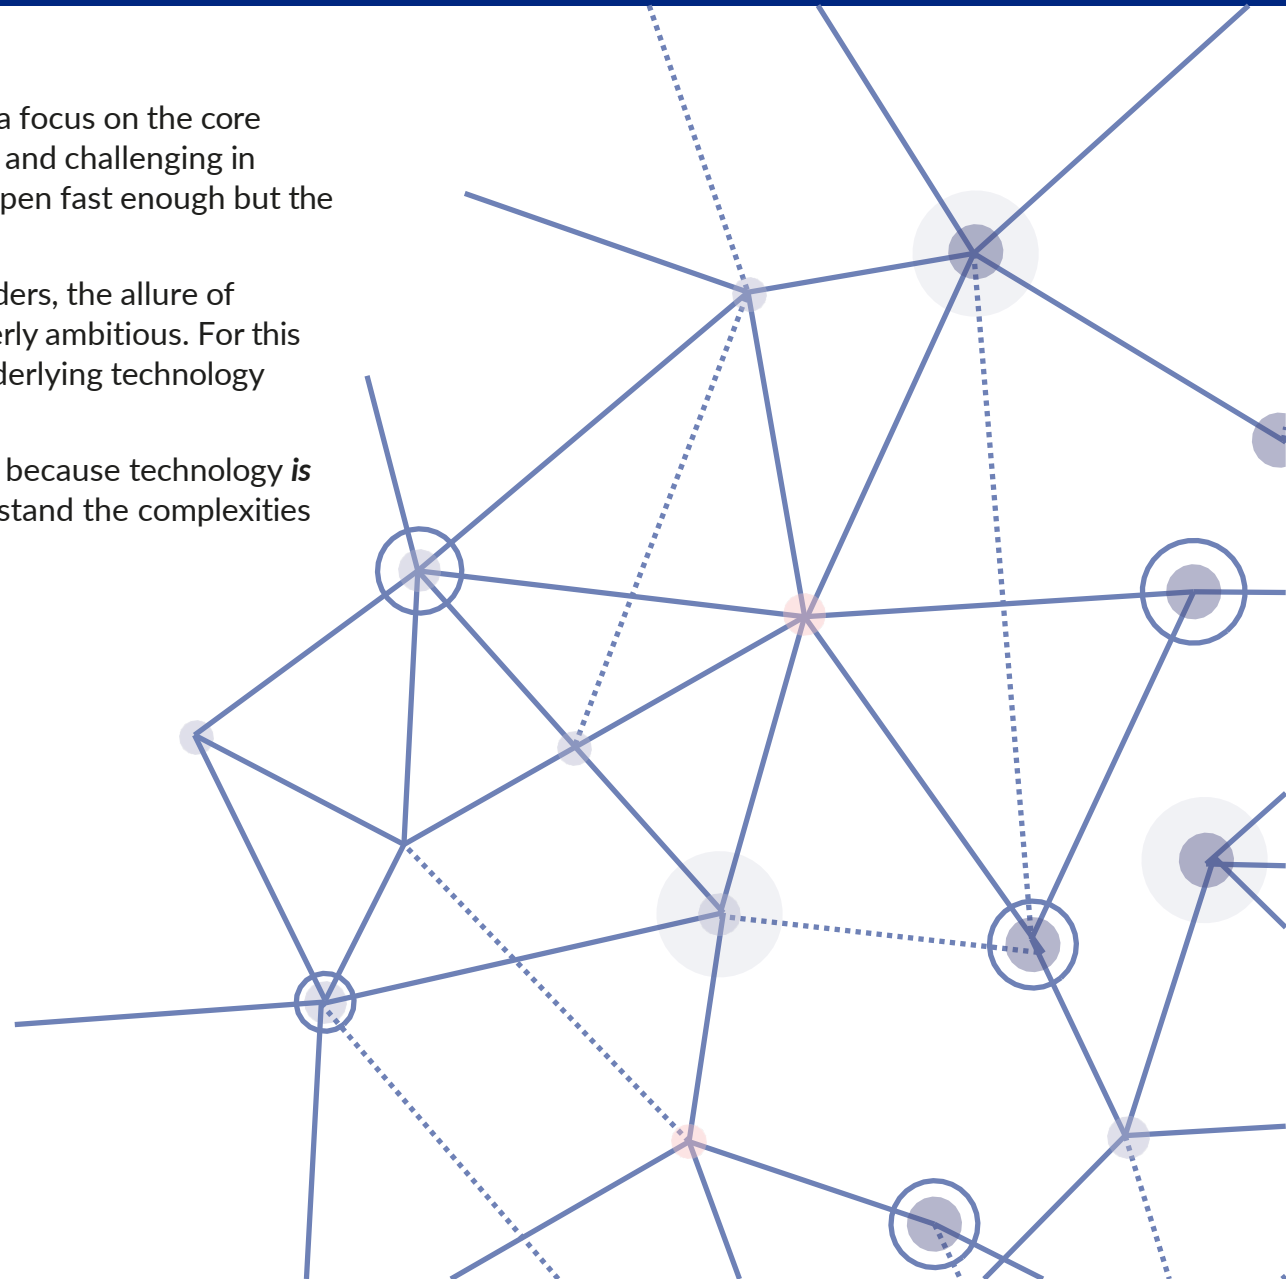 a focus on the core
and challenging in
pen fast enough but the
ders, the allure of
erly ambitious. For this
derlying technology
because technology is
stand the complexities